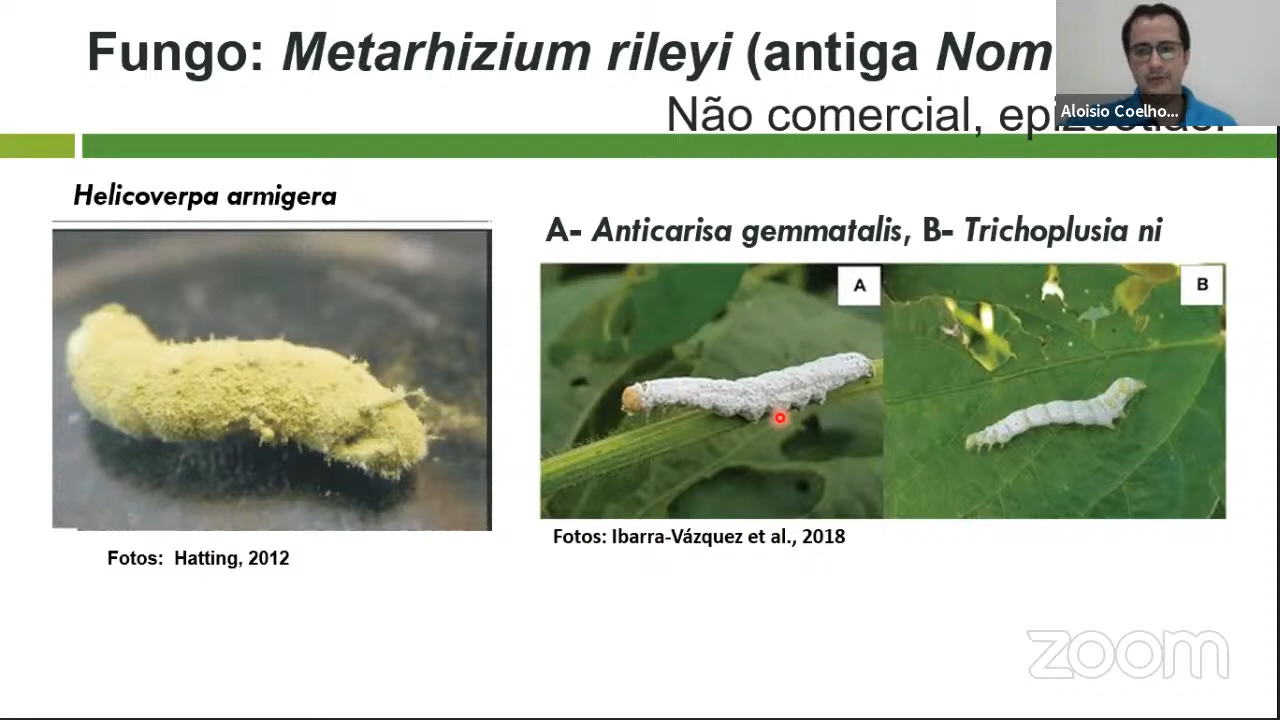 Fungo: Metarhizium rileyi (antiga Nom
Não comercial, epizootias.
Aloisio Coelho...
Helicoverpa armigera
A- Anticarisa gemmatalis, B- Trichoplusia ni
A
B
Fotos: Ibarra-Vázquez et al., 2018
Fotos: Hatting, 2012
zoom